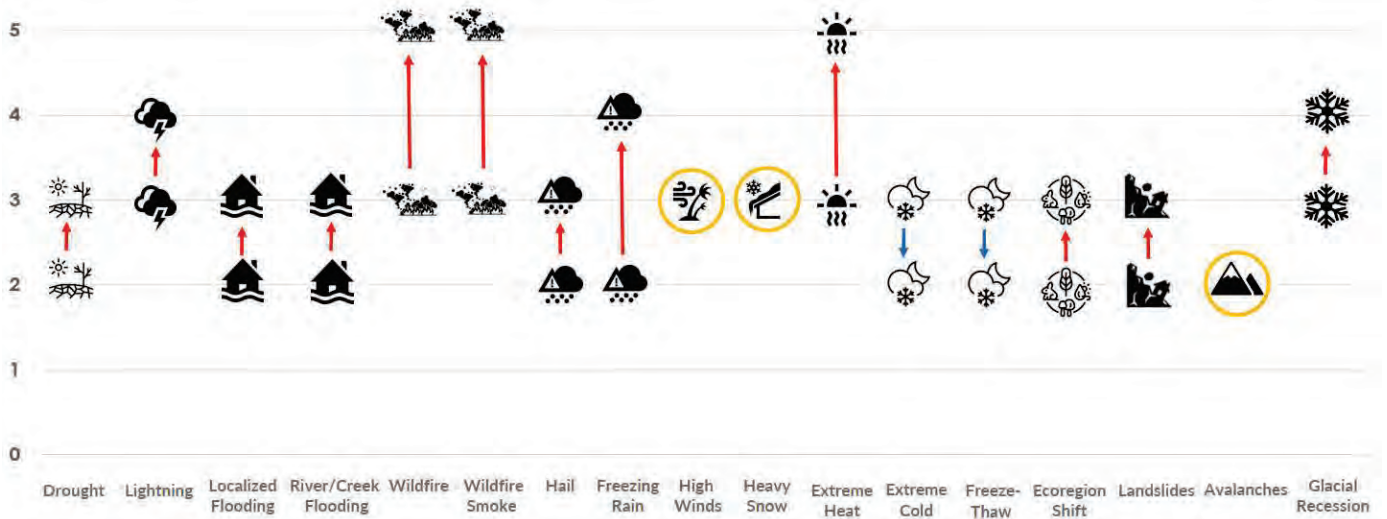 5
4
3
2
1
0
Drought
Lightning
Localized
Flooding
River/Creek
Flooding
Wildfire
Wildfire
Smoke
Hail
Freezing
Rain
High
Winds
Heavy
Snow
Extreme
Heat
Extreme
Cold
Freeze-
Thaw
Ecoregion
Shift
Landslides
Avalanches
Glacial
Recession